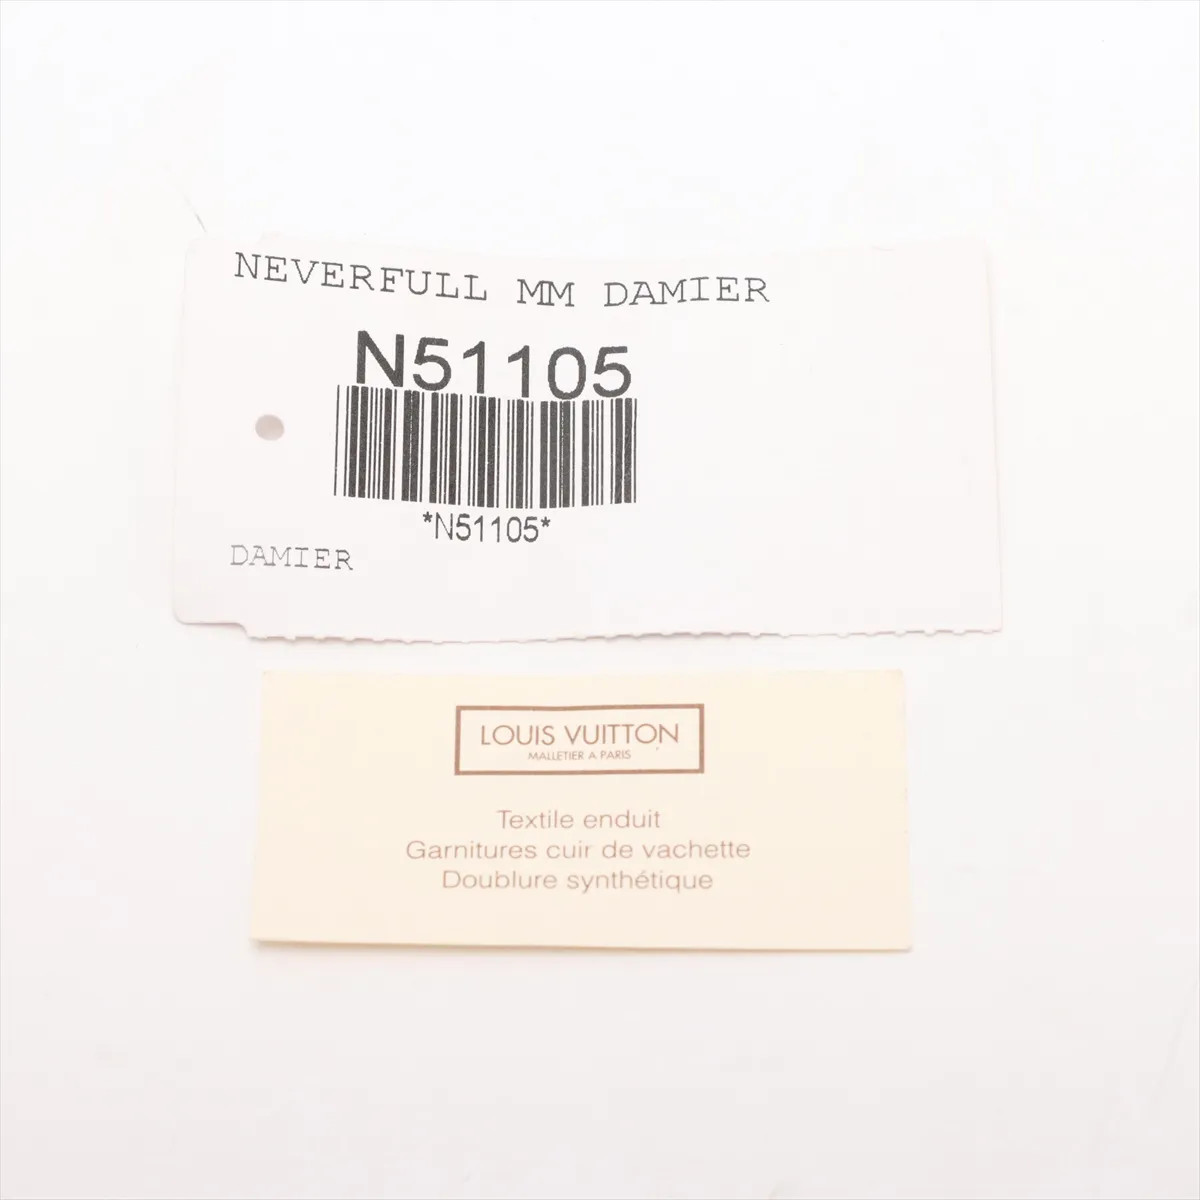 NEVERFULL MM DAMIER
N51105
*N51105*
DAMIER
LOUIS VUITTON
MALLETIER A PARIS
Textile enduit
Garnitures cuir de vachette
Doublure synthétique